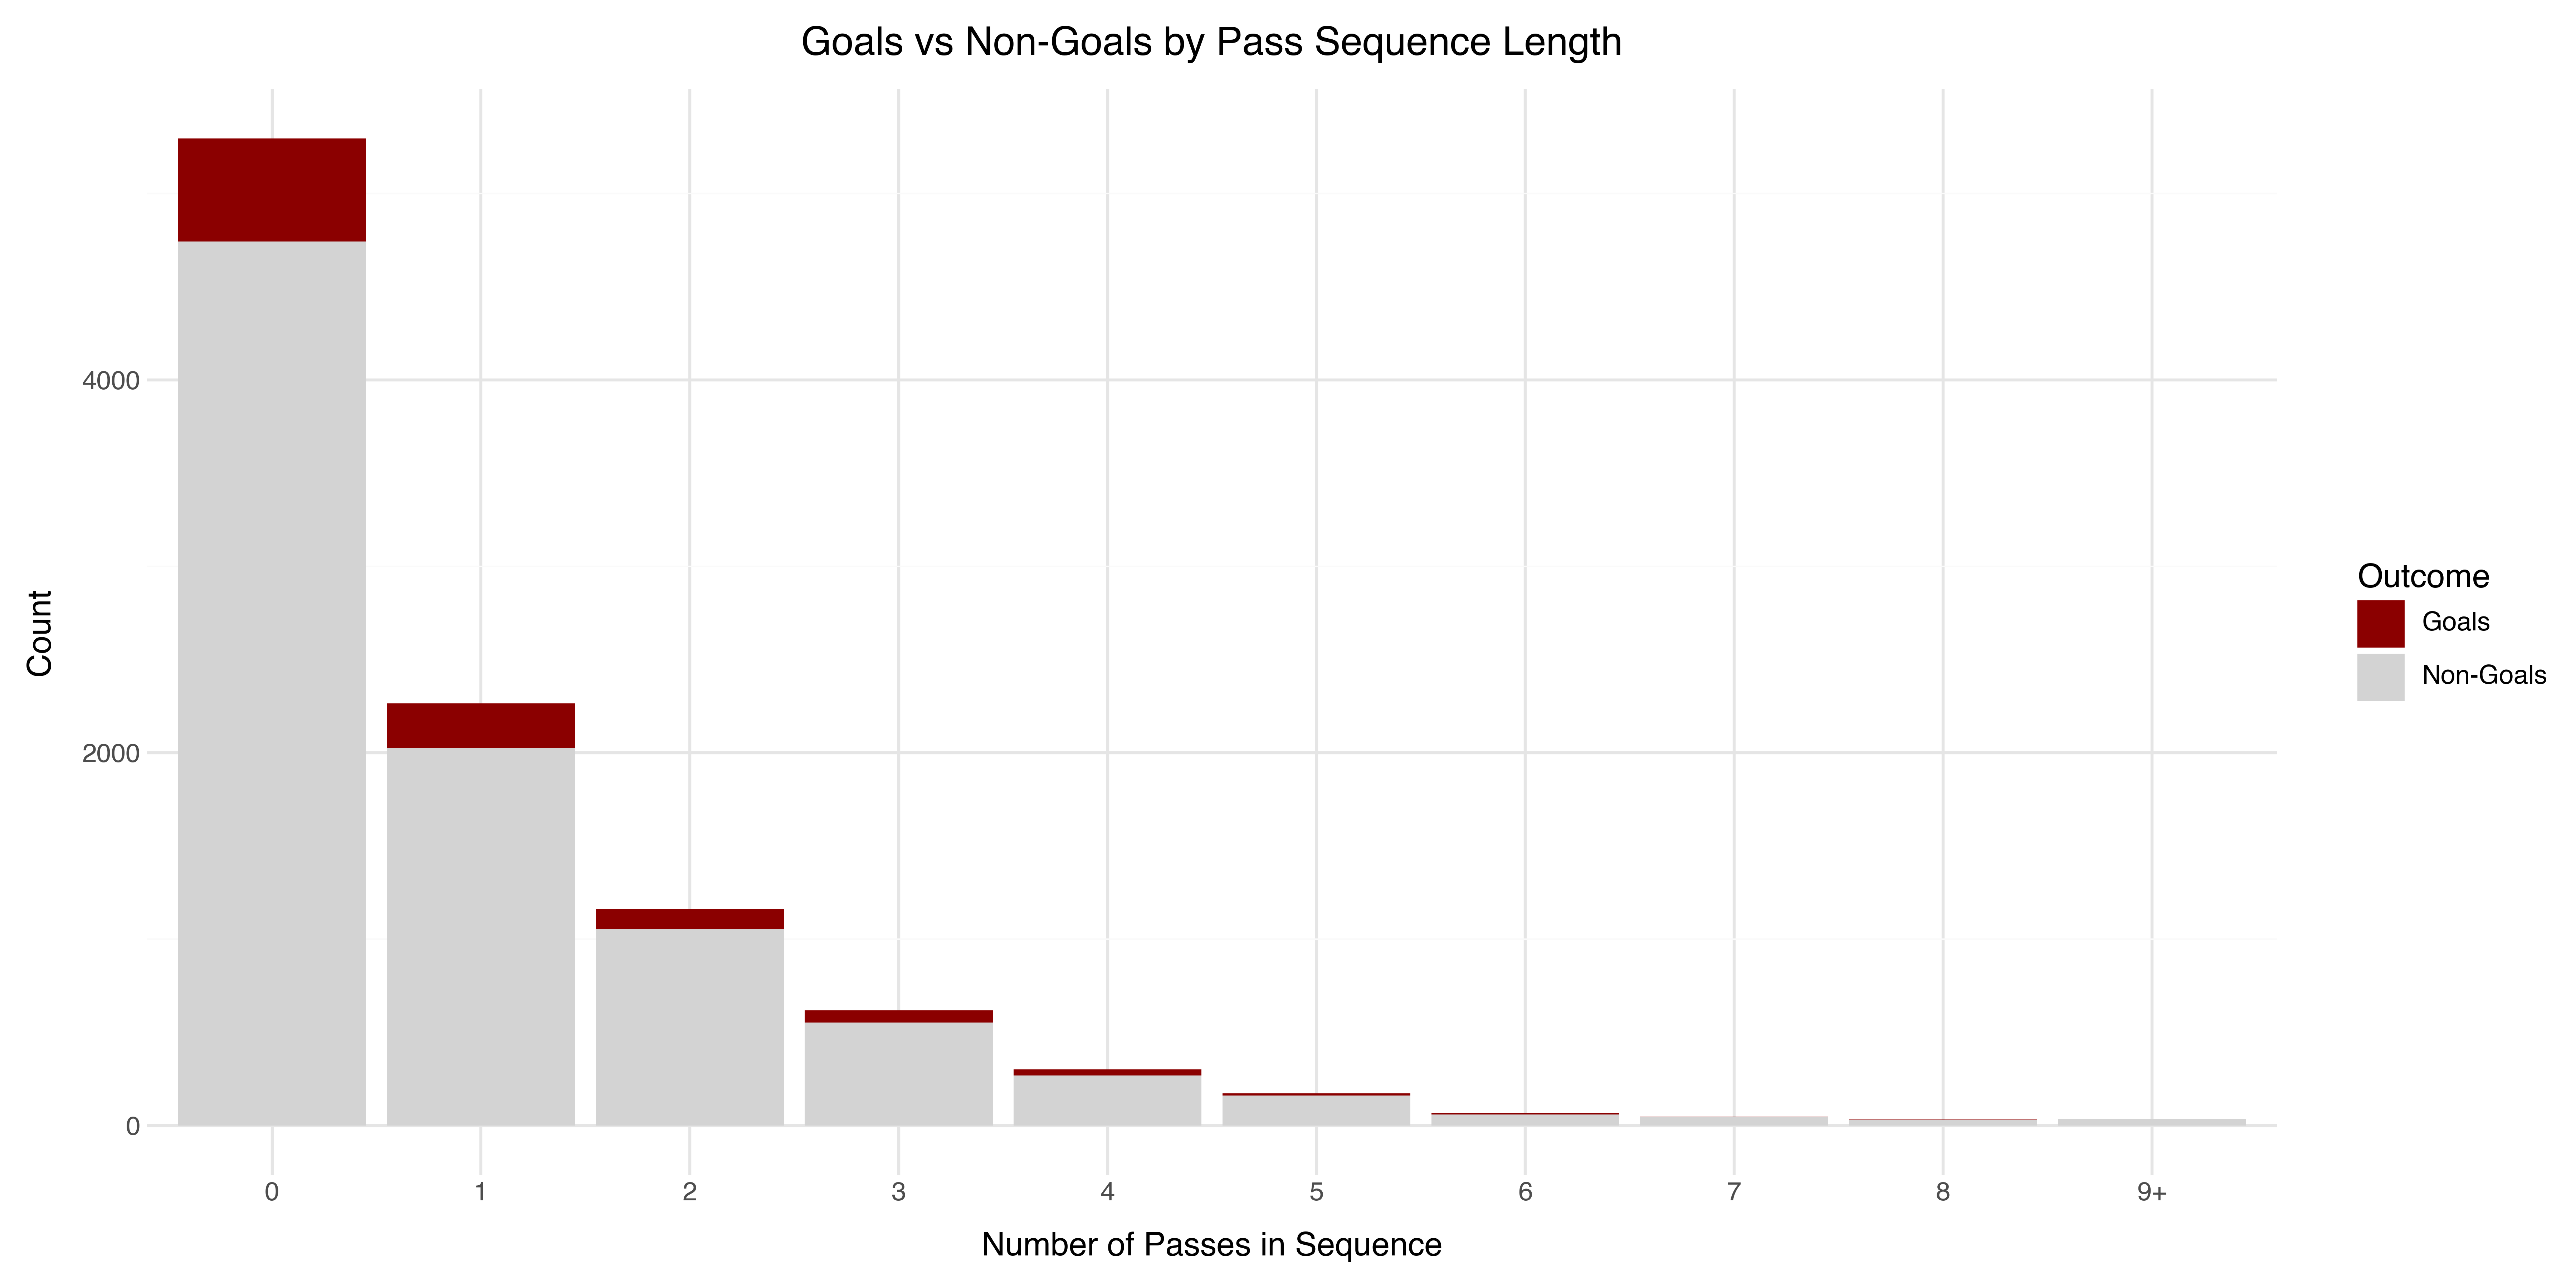 Goals vs Non-Goals by Pass Sequence Length
Count
4000
2000
0
0 1 2 3 4 5 6 7 8 9+
Number of Passes in Sequence
Outcome
Goals
Non-Goals